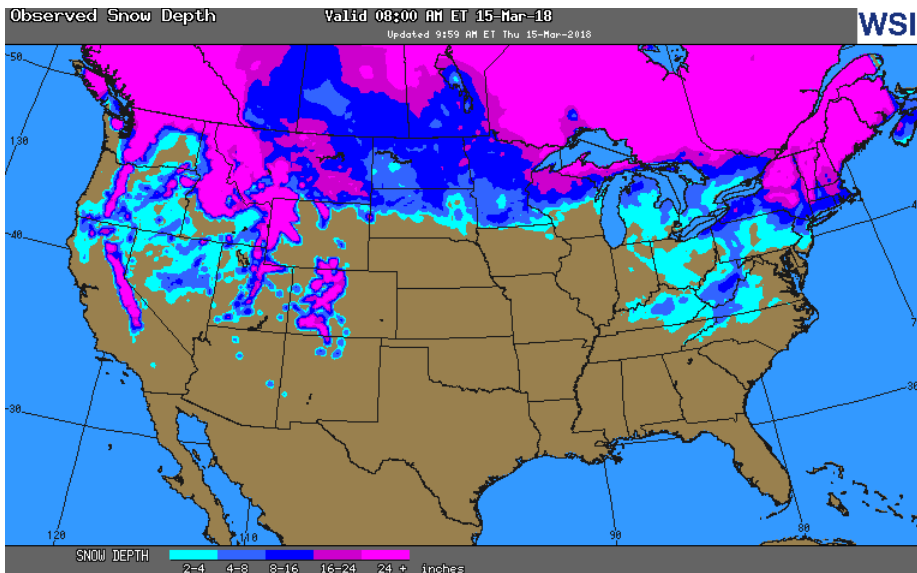 Observed Snow Depth
Valid 08:00 AM ET 15-Mar-18
Updated 9:59 AM ET Thu 15-Mar-2018
WSI
50
130
40
30
120
110
90
80
30
SNOW DEPTH
2-4 4-8 8-16 16-24 24 + inches